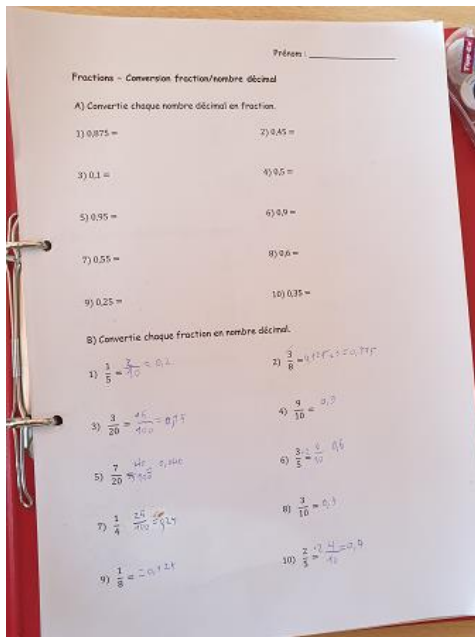 Tipp-Ex
Prénom :
Fractions - Conversion fraction/nombre décimal
A) Convertie chaque nombre décimal en fraction.
1) 0,875 = 2) 0,45 =
3) 0,1 = 4) 0,5 =
5) 0,95 = 6) 0,9 =
7) 0,55 = 8) 0,6 =
9) 0,25 = 10) 0,35 =
B) Convertie chaque fraction en nombre décimal.
1) 1/5 = 2/10 = 0,2 2) 3/8 =
3) 3/20 = 15/100 = 0,15 4) 9/10 = 0,9
5) 7/20 6) 3/5 = 6/10 0,6
7) 1/4 25/100 = 8) 3/10 = 0,3
9) 1/8 = 10) 2/5 = 4/10 = 0,4